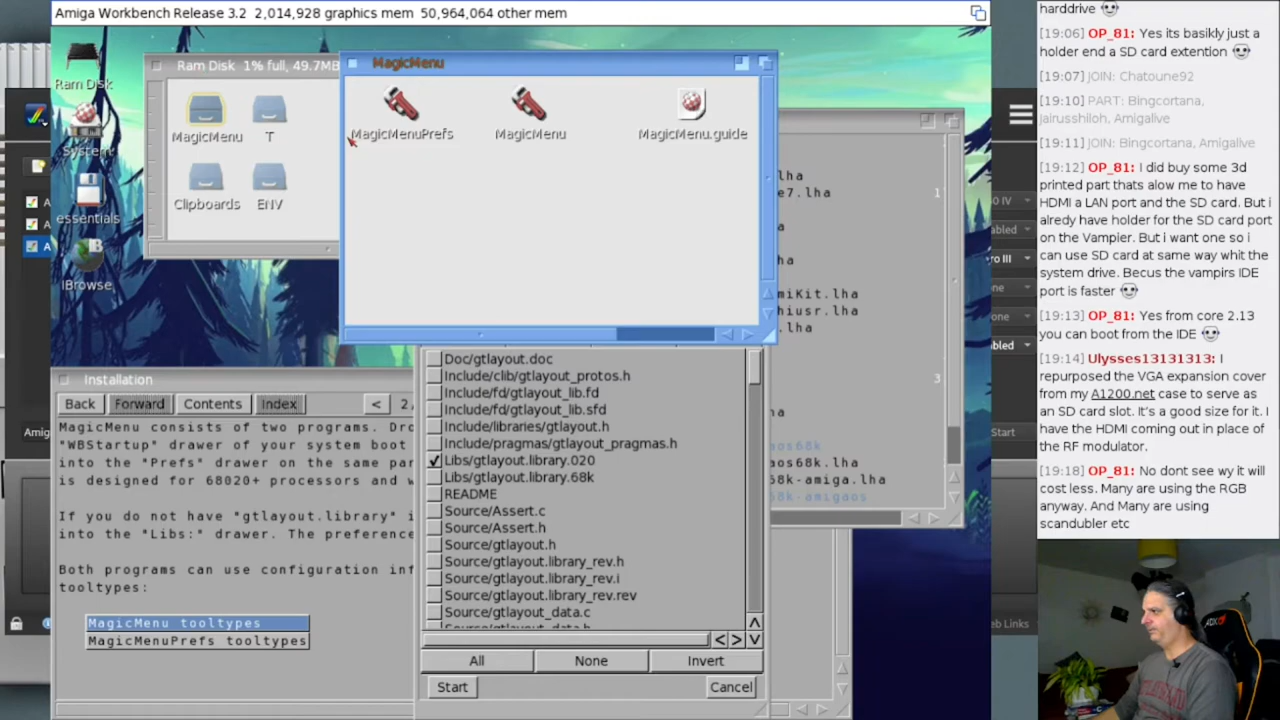 Amiga Workbench Release 3.2 2,014,928 graphics mem 50,964,064 other mem
Ram Disk
System
essentials
IBrowse
Ram Disk 1% full, 49.7MB
MagicMenu
T
Clipboards
ENV
MagicMenu
MagicMenuPrefs
MagicMenu
MagicMenu.guide
.lha
e7.lha
1
miKit.lha
hiusr.lha
.lha
3
os68k
aos68k.lha
68k-amiga.lha
68k-amigaos
Installation
Back
Forward
Contents
Index
<
2
MagicMenu consists of two programs. Dro
"WBStartup" drawer of your system boot
into the "Prefs" drawer on the same par
is designed for 68020+ processors and w
If you do not have "gtlayout.library" i
into the "Libs:" drawer. The preference
Both programs can use configuration inf
tooltypes:
MagicMenu tooltypes
MagicMenuPrefs tooltypes
Doc/gtlayout.doc
Include/clib/gtlayout_protos.h
Include/fd/gtlayout_lib.fd
Include/fd/gtlayout_lib.sfd
Include/libraries/gtlayout.h
Include/pragmas/gtlayout_pragmas.h
Libs/gtlayout.library.020
Libs/gtlayout.library.68k
README
Source/Assert.c
Source/Assert.h
Source/gtlayout.h
Source/gtlayout.library_rev.h
Source/gtlayout.library_rev.i
Source/gtlayout.library_rev.rev
Source/gtlayout_data.c
Source/gtlayout_data.h
All
None
Invert
Start
Cancel
harddrive
[19:06] OP_81: Yes its basikly just a
holder end a SD card extention
[19:07] JOIN: Chatoune92
[19:10] PART: Bingcortana,
jairusshiloh, Amigalive
[19:11] JOIN: Bingcortana, Amigalive
[19:12] OP_81: I did buy some 3d
printed part thats alow me to have
HDMI a LAN port and the SD card. But i
alredy have holder for the SD card port
on the Vampier. But i want one so i
can use SD card at same way whit the
system drive. Becus the vampirs IDE
port is faster
[19:13] OP_81: Yes from core 2.13
you can boot from the IDE
[19:14] Ulysses13131313: I
repurposed the VGA expansion cover
from my A1200.net case to serve as
an SD card slot. It's a good size for it. I
have the HDMI coming out in place of
the RF modulator.
[19:18] OP_81: No dont see wy it will
cost less. Many are using the RGB
anyway. And Many are using
scandubler etc
Start